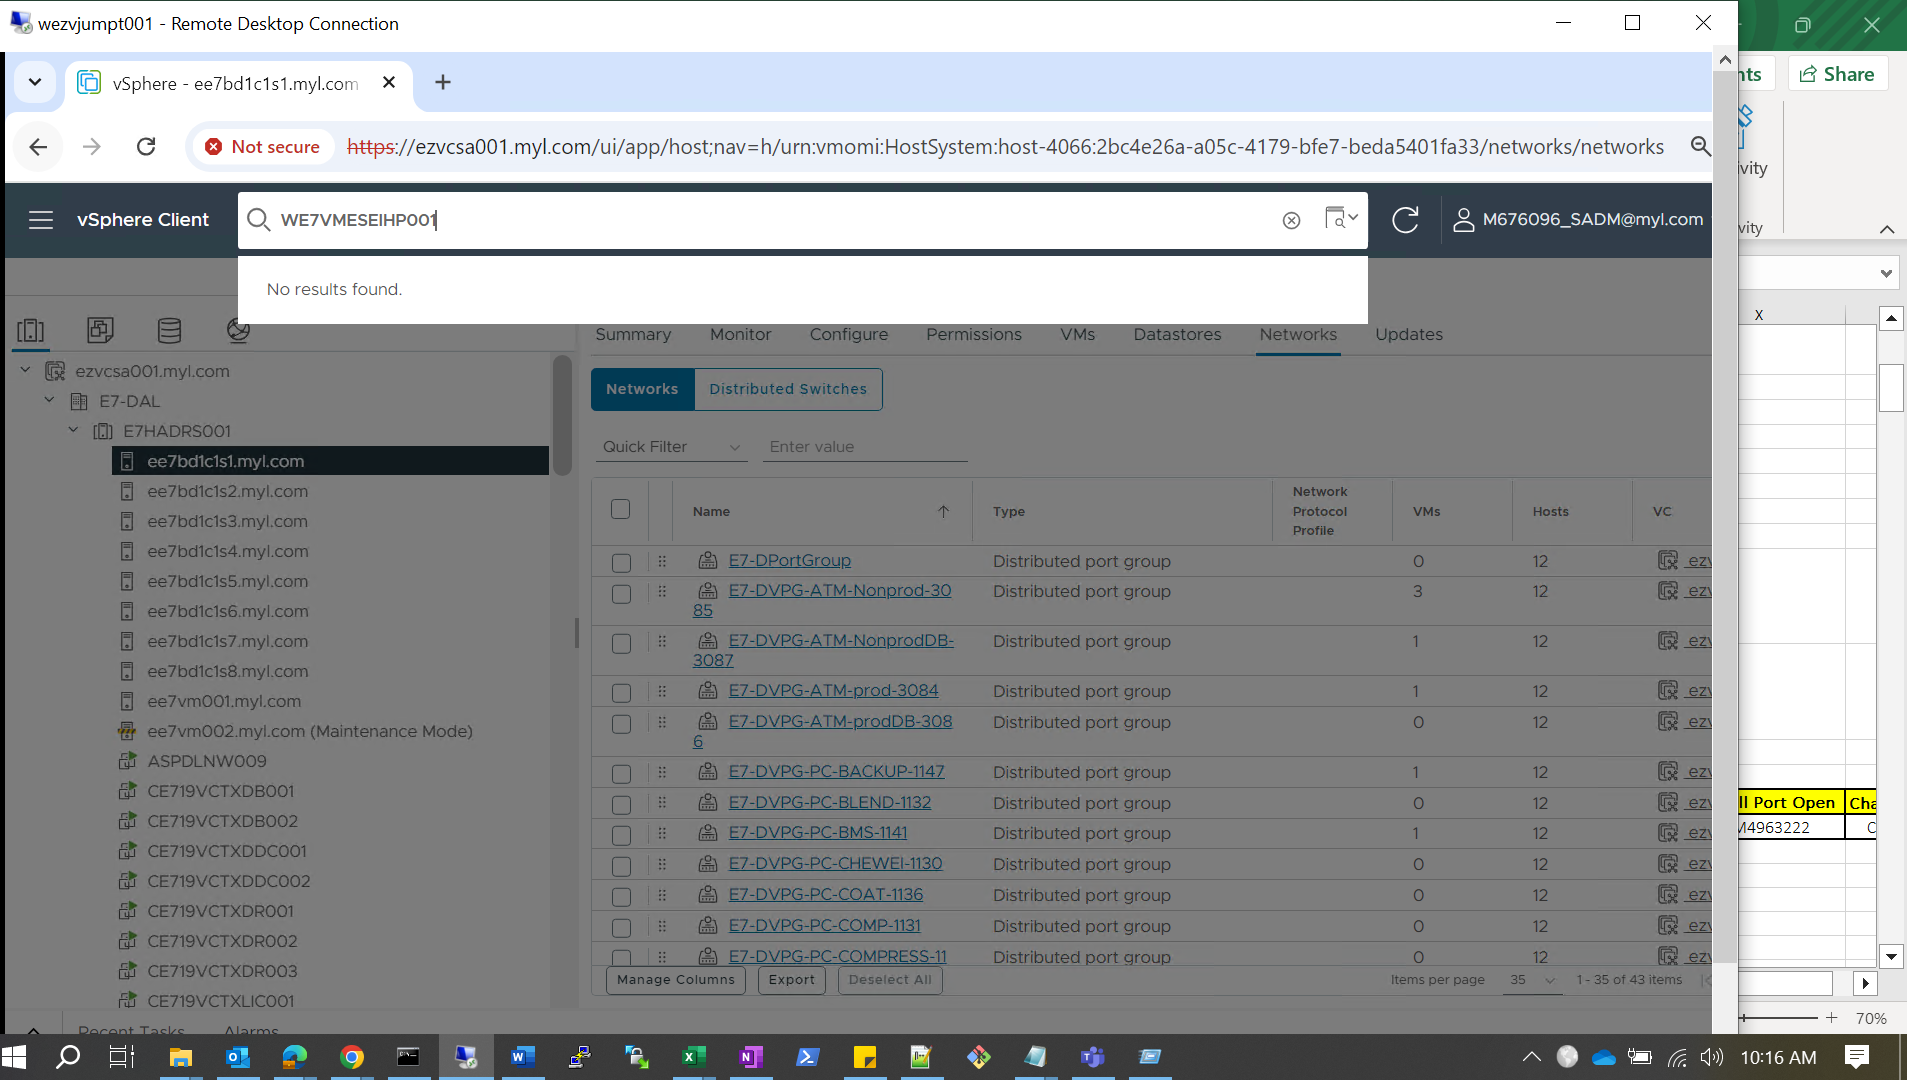 wezvjumpt001 - Remote Desktop Connection
vSphere - ee7bd1c1s1.myl.com
Not secure https://ezvcsa001.myl.com/ui/app/host;nav=h/urn:vmomi:HostSystem:host-4066:2bc4e26a-a05c-4179-bfe7-beda5401fa33/networks/networks
vSphere Client
WE7VMESEIHP001
M676096_SADM@myl.com
No results found.
Summary Monitor Configure Permissions VMs Datastores Networks Updates
ezvcsa001.myl.com
E7-DAL
E7HADRS001
ee7bd1c1s1.myl.com
ee7bd1c1s2.myl.com
ee7bd1c1s3.myl.com
ee7bd1c1s4.myl.com
ee7bd1c1s5.myl.com
ee7bd1c1s6.myl.com
ee7bd1c1s7.myl.com
ee7bd1c1s8.myl.com
ee7vm001.myl.com
ee7vm002.myl.com (Maintenance Mode)
ASPDLNW009
CE719VCTXDB001
CE719VCTXDB002
CE719VCTXDDC001
CE719VCTXDDC002
CE719VCTXDR001
CE719VCTXDR002
CE719VCTXDR003
CE719VCTXLIC001
Recent Tasks Alarms
Networks Distributed Switches
Quick Filter Enter value
Name Type Network Protocol Profile VMs Hosts VC
E7-DPortGroup Distributed port group 0 12 ezv
E7-DVPG-ATM-Nonprod-30 Distributed port group 3 12 ezv
85
E7-DVPG-ATM-NonprodDB- Distributed port group 1 12 ezv
3087
E7-DVPG-ATM-prod-3084 Distributed port group 1 12 ezv
E7-DVPG-ATM-prodDB-308 Distributed port group 0 12 ezv
6
E7-DVPG-PC-BACKUP-1147 Distributed port group 1 12 ezv
E7-DVPG-PC-BLEND-1132 Distributed port group 0 12 ezv
E7-DVPG-PC-BMS-1141 Distributed port group 1 12 ezv
E7-DVPG-PC-CHEWEI-1130 Distributed port group 0 12 ezv
E7-DVPG-PC-COAT-1136 Distributed port group 0 12 ezv
E7-DVPG-PC-COMP-1131 Distributed port group 0 12 ezv
E7-DVPG-PC-COMPRESS-11 Distributed port group 0 12 ezv
Manage Columns Export Deselect All Items per page 35 1 - 35 of 43 items
nts Share
ivity
ivity
X
ll Port Open Cha
M4963222 C
70%
10:16 AM